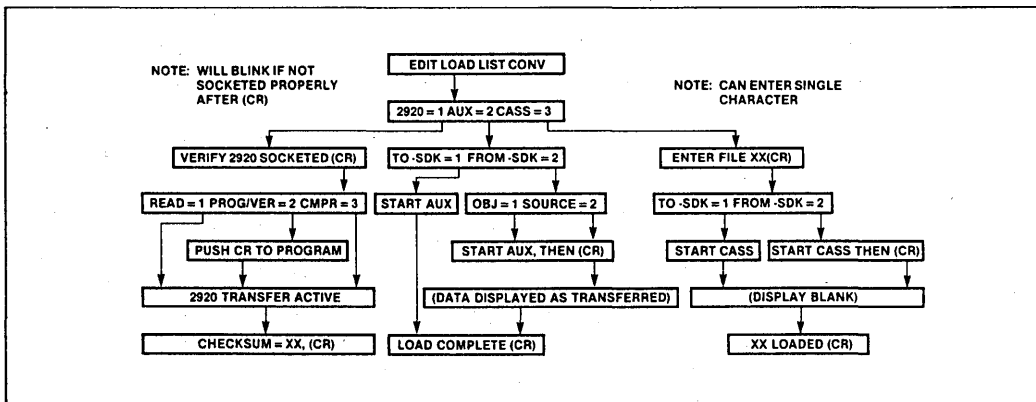 EDIT LOAD LIST CONV
NOTE: WILL BLINK IF NOT
SOCKETED PROPERLY
AFTER (CR)
NOTE: CAN ENTER SINGLE
CHARACTER
2920 = 1 AUX = 2 CASS = 3
VERIFY 2920 SOCKETED (CR)
TO -SDK = 1 FROM -SDK = 2
ENTER FILE XX(CR)
READ = 1 PROG/VER = 2 CMPR = 3
START AUX
OBJ = 1 SOURCE = 2
TO -SDK = 1 FROM -SDK = 2
PUSH CR TO PROGRAM
START AUX, THEN (CR)
START CASS
START CASS THEN (CR)
2920 TRANSFER ACTIVE
(DATA DISPLAYED AS TRANSFERRED)
(DISPLAY BLANK)
CHECKSUM = XX, (CR)
LOAD COMPLETE (CR)
XX LOADED (CR)